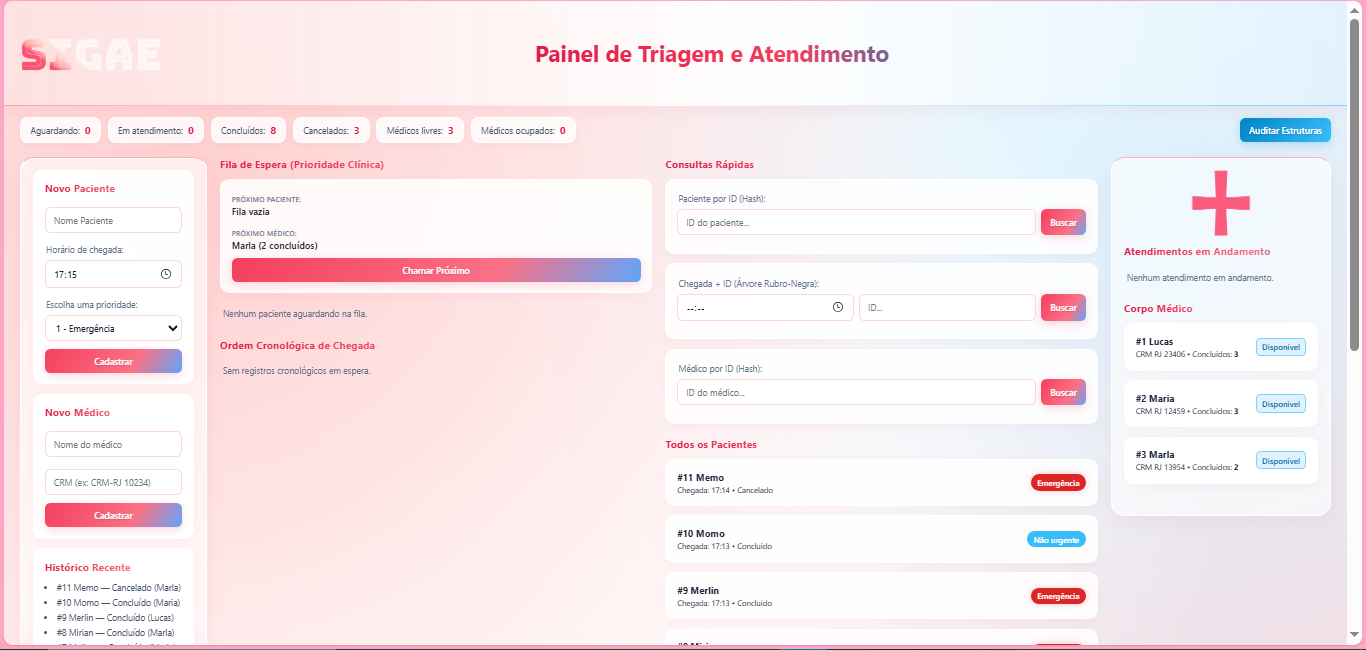 SIGAE
Painel de Triagem e Atendimento
Aguardando: 0
Em atendimento: 0
Concluídos: 8
Cancelados: 3
Médicos livres: 3
Médicos ocupados: 0
Auditar Estruturas
Novo Paciente
Nome Paciente
Horário de chegada:
17:15
Escolha uma prioridade:
1 - Emergência
Cadastrar
Novo Médico
Nome do médico
CRM (ex: CRM-RJ 10234)
Cadastrar
Histórico Recente
#11 Memo — Cancelado (Marla)
#10 Momo — Concluído (Maria)
#9 Merlin — Concluído (Lucas)
#8 Mirian — Concluído (Marla)
Fila de Espera (Prioridade Clínica)
PRÓXIMO PACIENTE:
Fila vazia
PRÓXIMO MÉDICO:
Marla (2 concluídos)
Chamar Próximo
Nenhum paciente aguardando na fila.
Ordem Cronológica de Chegada
Sem registros cronológicos em espera.
Consultas Rápidas
Paciente por ID (Hash):
ID do paciente...
Buscar
Chegada + ID (Árvore Rubro-Negra):
--:--
ID...
Buscar
Médico por ID (Hash):
ID do médico...
Buscar
Todos os Pacientes
#11 Memo
Chegada: 17:14 • Cancelado
Emergência
#10 Momo
Chegada: 17:13 • Concluido
Não urgente
#9 Merlin
Chegada: 17:13 • Concluido
Emergência
Atendimentos em Andamento
Nenhum atendimento em andamento.
Corpo Médico
#1 Lucas
CRM RJ 23406 • Concluídos: 3
Disponivel
#2 Maria
CRM RJ 12459 • Concluídos: 3
Disponivel
#3 Marla
CRM RJ 13954 • Concluídos: 2
Disponivel